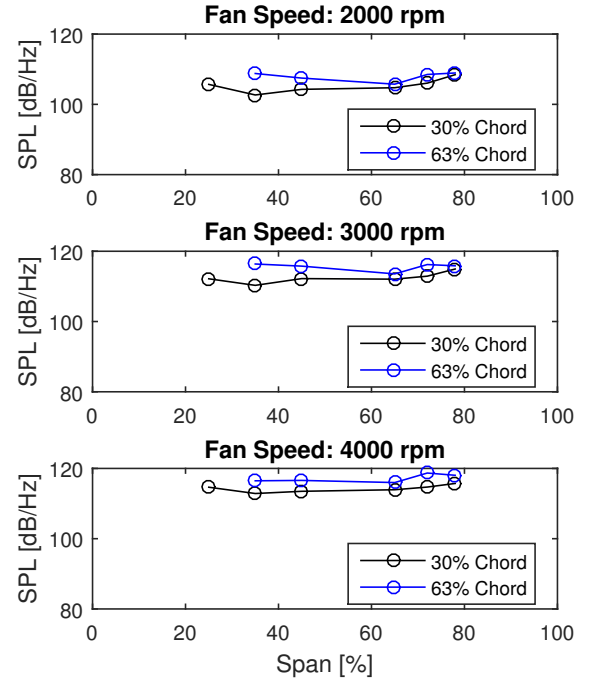 Fan Speed: 2000 rpm
120
100
80
SPL [dB/Hz]
30% Chord
63% Chord
0 20 40 60 80 100
Fan Speed: 3000 rpm
120
100
80
SPL [dB/Hz]
30% Chord
63% Chord
0 20 40 60 80 100
Fan Speed: 4000 rpm
120
100
80
SPL [dB/Hz]
30% Chord
63% Chord
0 20 40 60 80 100
Span [%]